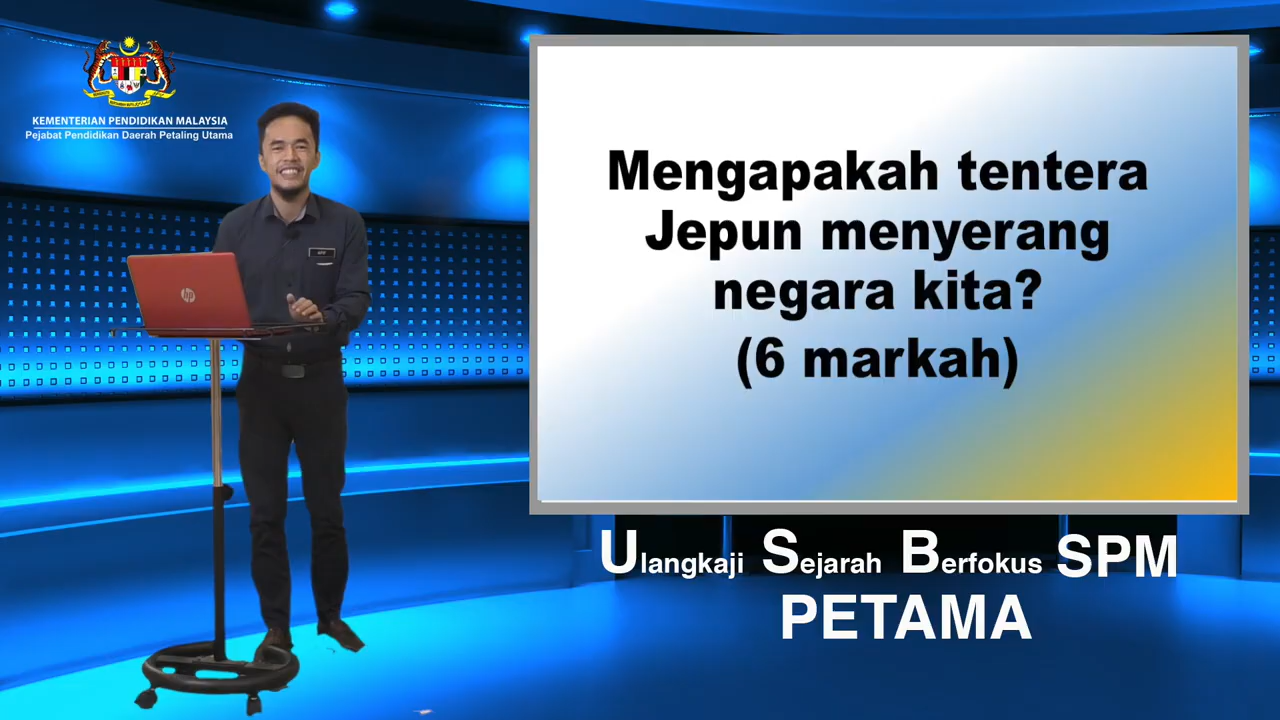 KEMENTERIAN PENDIDIKAN MALAYSIA
Pejabat Pendidikan Daerah Petaling Utama
hp
Mengapakah tentera
Jepun menyerang
negara kita?
(6 markah)
Ulangkaji Sejarah Berfokus SPM
PETAMA